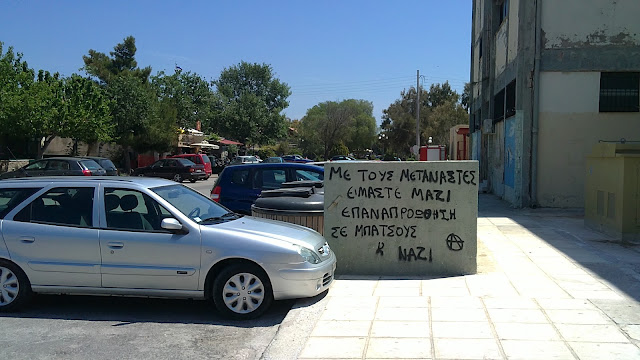 ΜΕ ΤΟΥΣ ΜΕΤΑΝΑΣΤΕΣ
ΕΙΜΑΣΤΕ ΜΑΖΙ
ΕΠΑΝΑΠΡΟΩΘΗΣΗ
ΣΕ ΜΠΑΤΣΟΥΣ
Κ ΝΑΖΙ